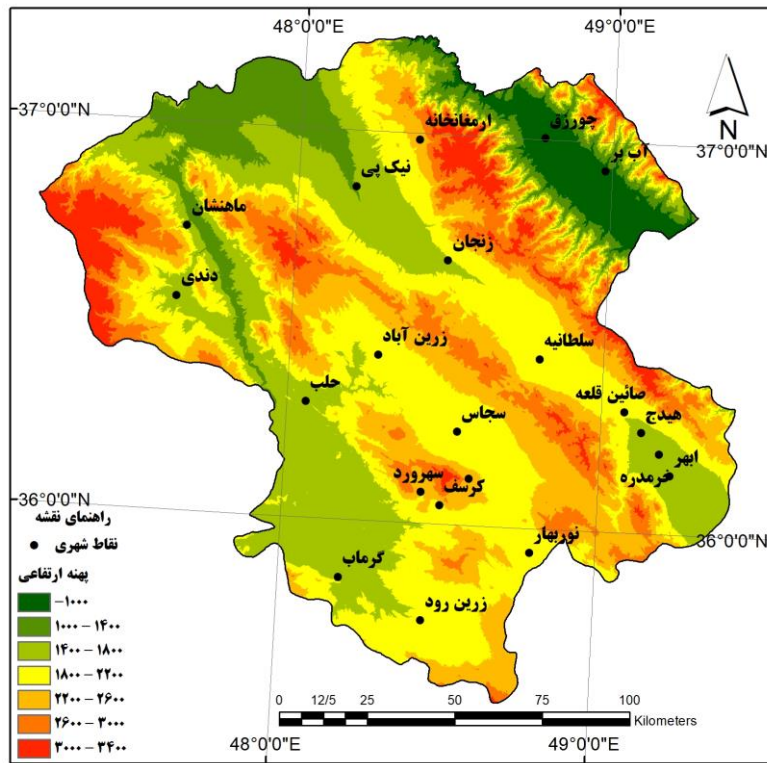 48°0'0"E
49°0'0"E
37°0'0"N
ارمغانخانه
چورزق
N
37°0'0"N
آب بر
نیک پی
ماهنشان
زنجان
دندی
زرین آباد
سلطانیه
حلب
صائین قلعه
سجاس
هیدج
ابهر
خرمدره
سهرورد
کرسف
36°0'0"N
نوربهار
36°0'0"N
گرماب
زرین رود
راهنمای نقشه
نقاط شهری
پهنه ارتفاعی
-۱۰۰۰
۱۰۰۰ – ۱۴۰۰
۱۴۰۰ – ۱۸۰۰
۱۸۰۰ – ۲۲۰۰
۲۲۰۰ – ۲۶۰۰
۲۶۰۰ – ۳۰۰۰
۳۰۰۰ – ۳۴۰۰
0 12/5 25 50 75 100
Kilometers
48°0'0"E
49°0'0"E